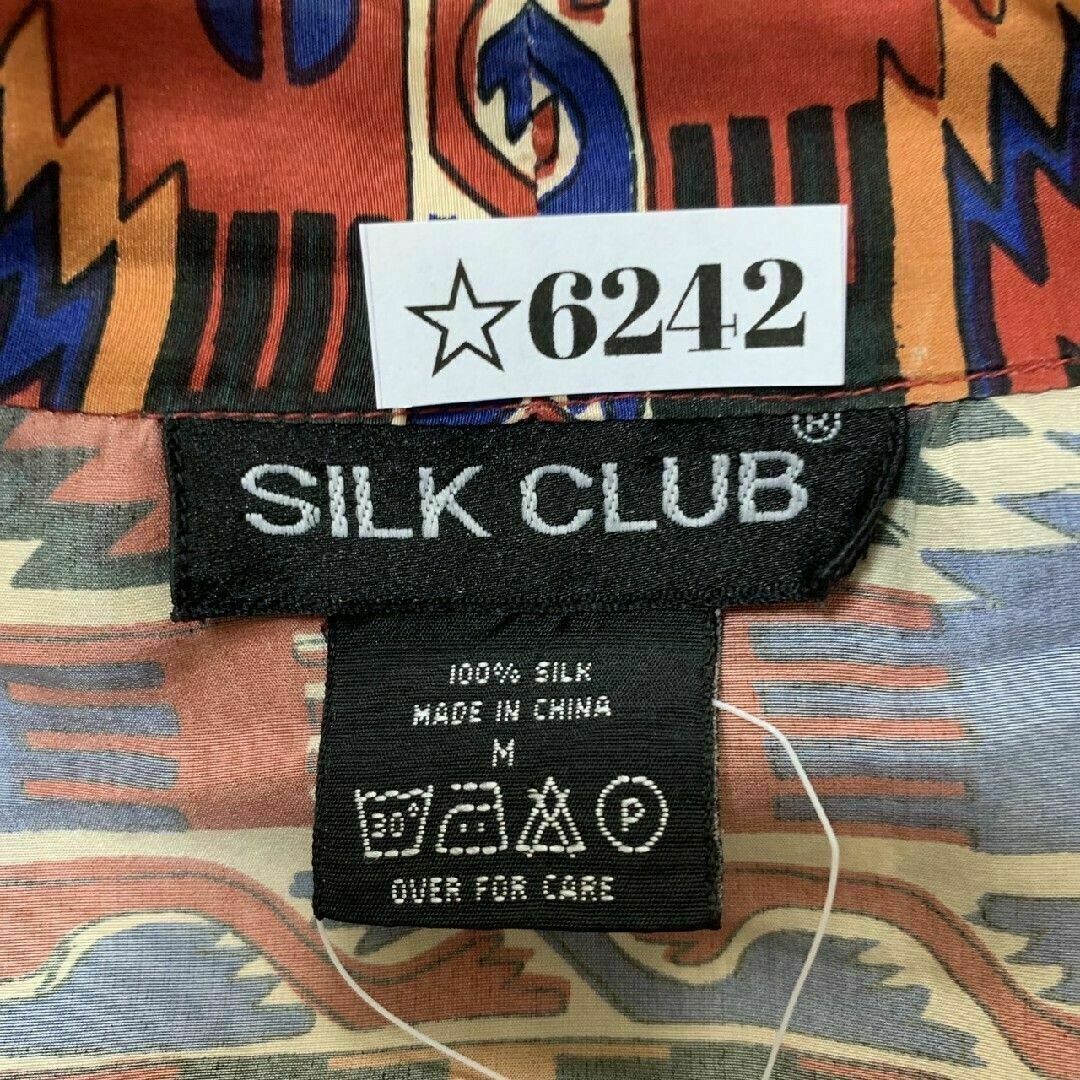 ☆6242
SILK CLUB®
100% SILK
MADE IN CHINA
M
30° P
OVER FOR CARE